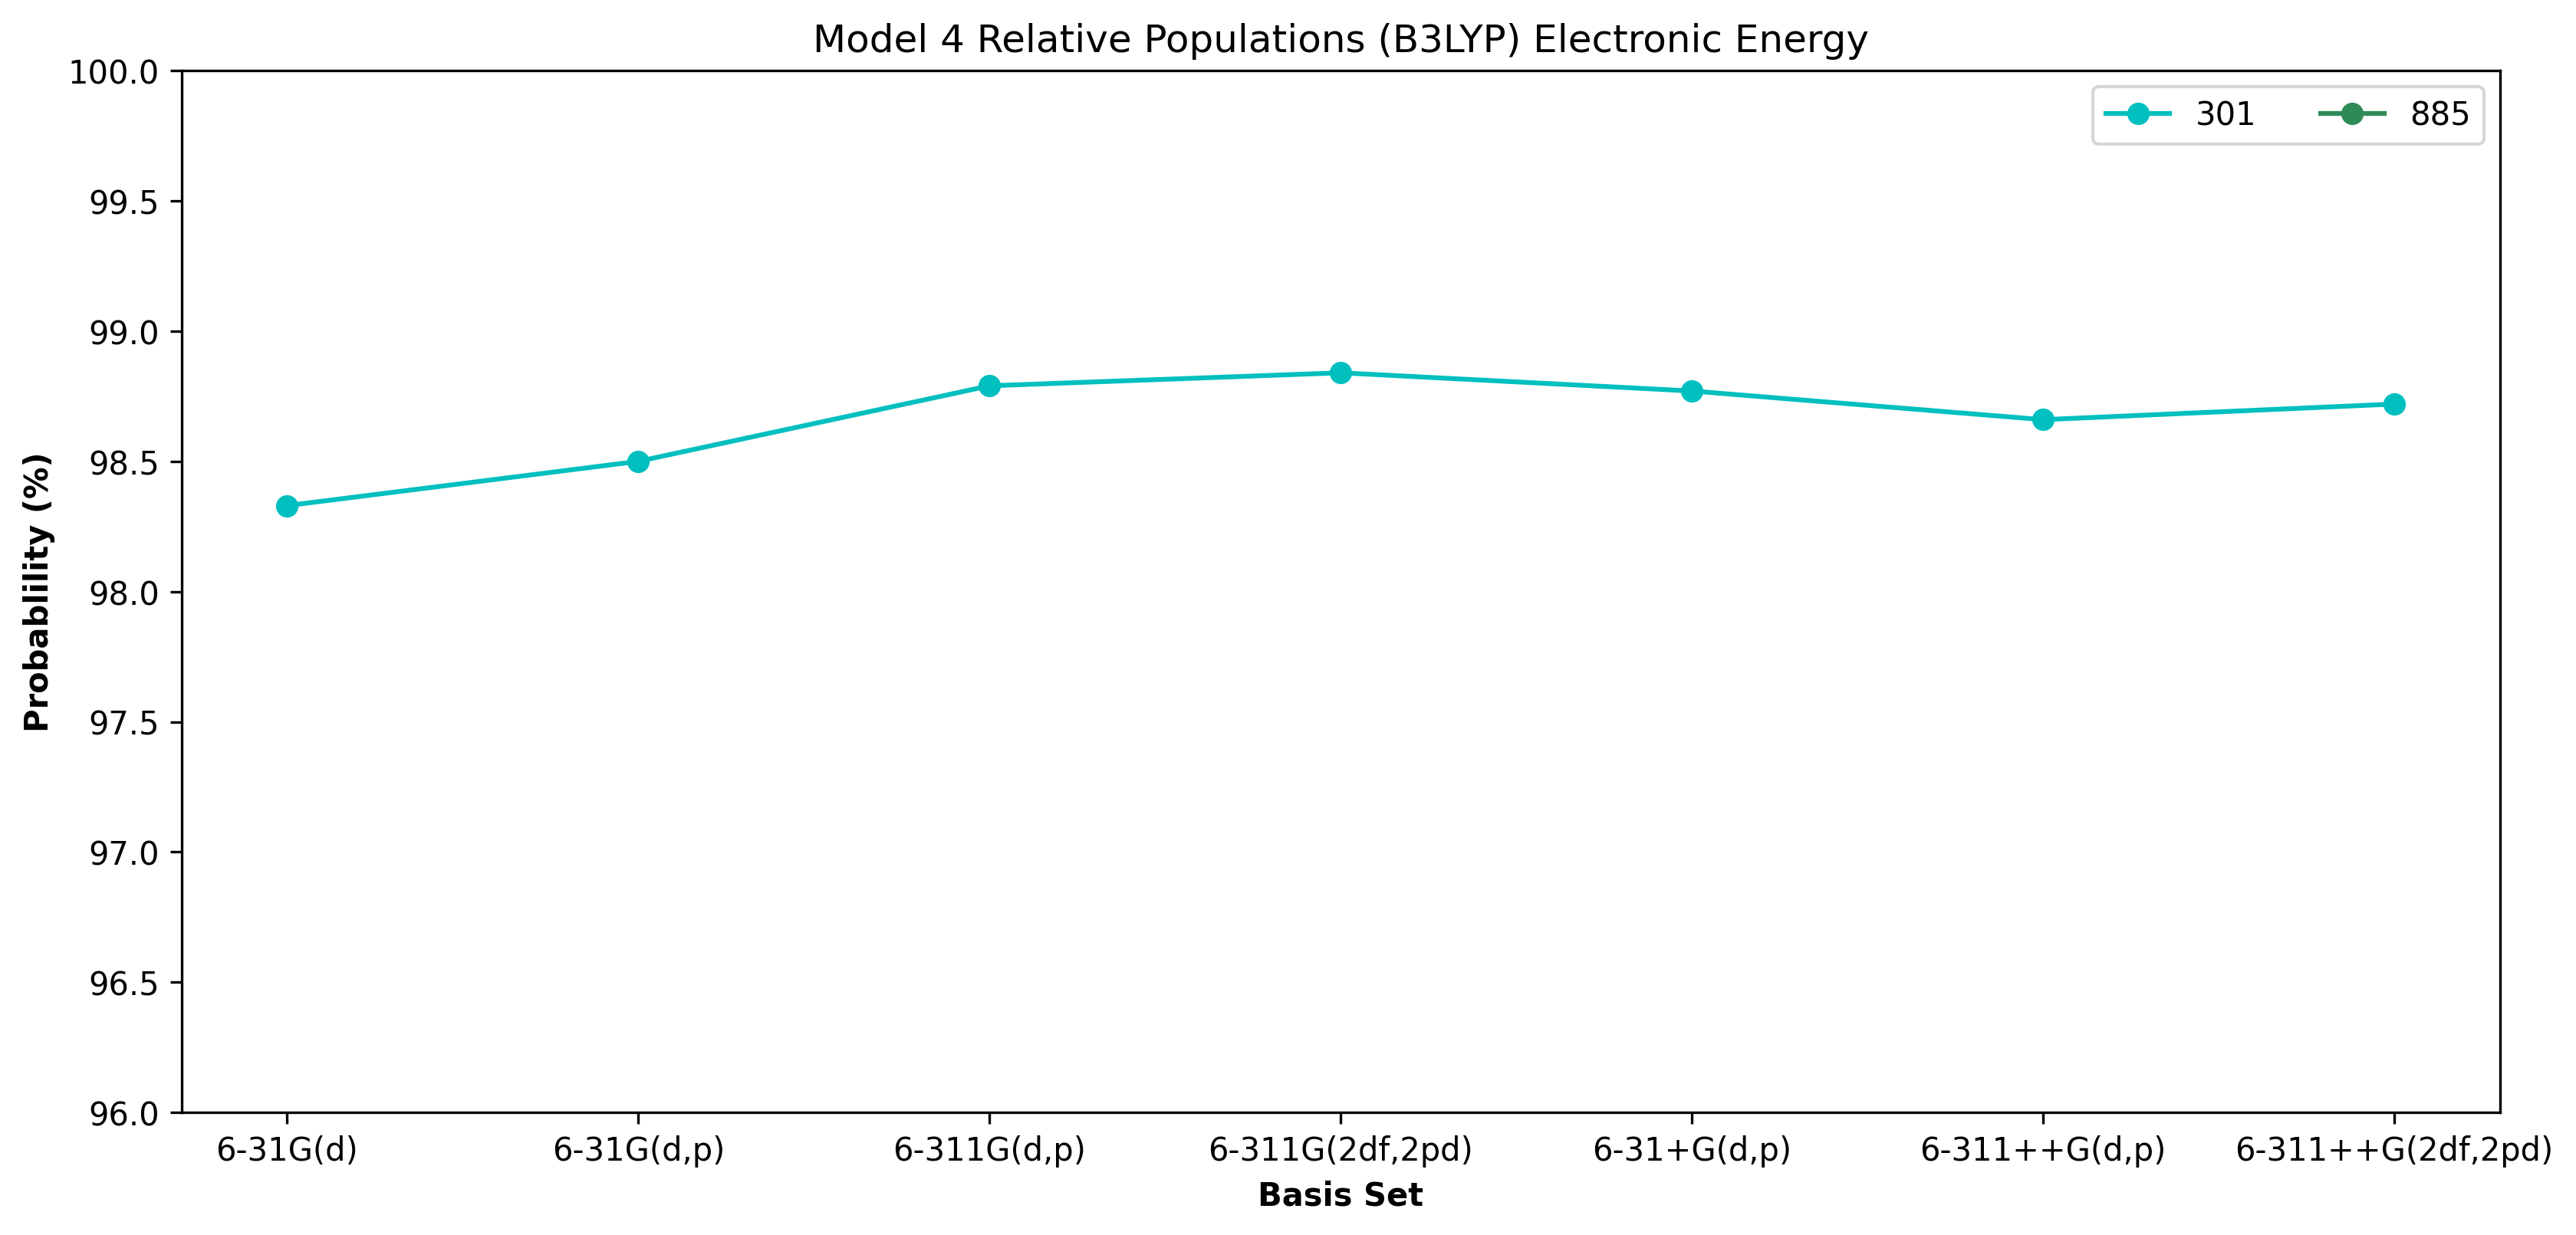 Model 4 Relative Populations (B3LYP) Electronic Energy
301 885
100.0
99.5
99.0
98.5
98.0
97.5
97.0
96.5
96.0
Probablility (%)
6-31G(d) 6-31G(d,p) 6-311G(d,p) 6-311G(2df,2pd) 6-31+G(d,p) 6-311++G(d,p) 6-311++G(2df,2pd)
Basis Set